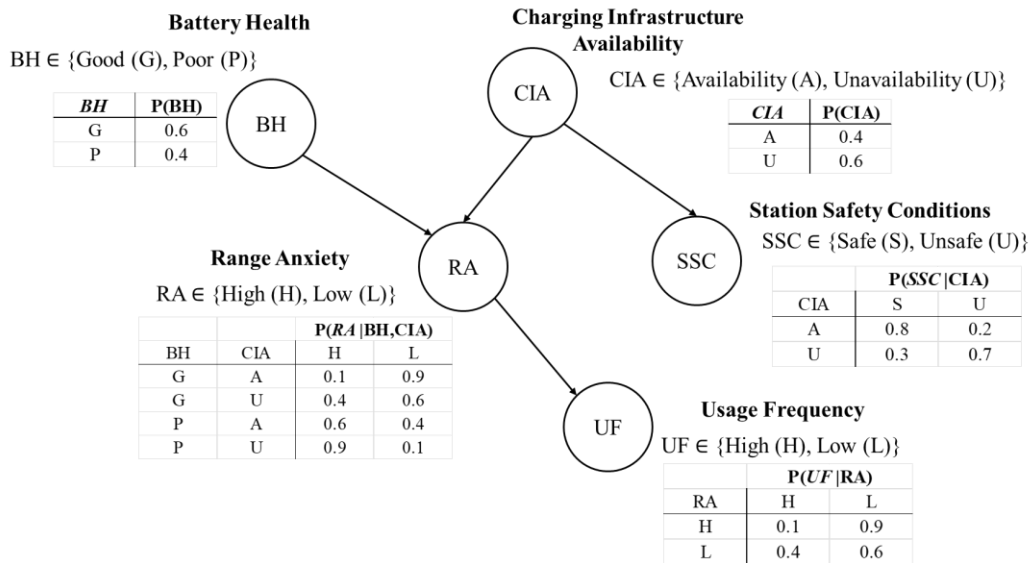 Battery Health
BH ∈ {Good (G), Poor (P)}
BH P(BH)
G 0.6
P 0.4
BH
Charging Infrastructure
Availability
CIA ∈ {Availability (A), Unavailability (U)}
CIA
CIA P(CIA)
A 0.4
U 0.6
Range Anxiety
RA ∈ {High (H), Low (L)}
P(RA|BH,CIA)
BH CIA H L
G A 0.1 0.9
G U 0.4 0.6
P A 0.6 0.4
P U 0.9 0.1
RA
SSC
Station Safety Conditions
SSC ∈ {Safe (S), Unsafe (U)}
P(SSC|CIA)
CIA S U
A 0.8 0.2
U 0.3 0.7
UF
Usage Frequency
UF ∈ {High (H), Low (L)}
P(UF|RA)
RA H L
H 0.1 0.9
L 0.4 0.6